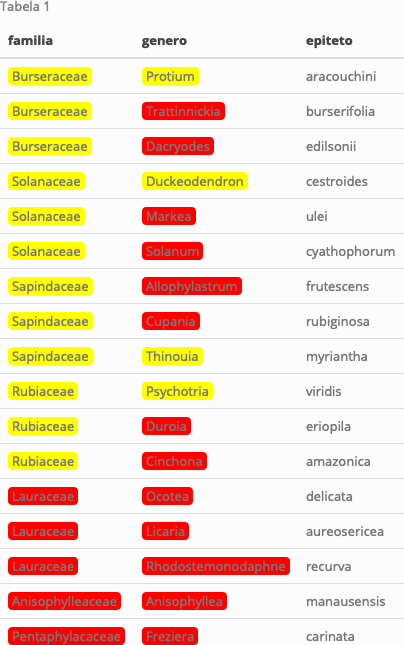 Tabela 1
familia genero epiteto
Burseraceae Protium aracouchini
Burseraceae Trattinnickia burserifolia
Burseraceae Dacryodes edilsonii
Solanaceae Duckeodendron cestroides
Solanaceae Markea ulei
Solanaceae Solanum cyathophorum
Sapindaceae Allophylastrum frutescens
Sapindaceae Cupania rubiginosa
Sapindaceae Thinouia myriantha
Rubiaceae Psychotria viridis
Rubiaceae Duroia eriopila
Rubiaceae Cinchona amazonica
Lauraceae Ocotea delicata
Lauraceae Licaria aureosericea
Lauraceae Rhodostemonodaphne recurva
Anisophylleaceae Anisophyllea manausensis
Pentaphylacaceae Freziera carinata